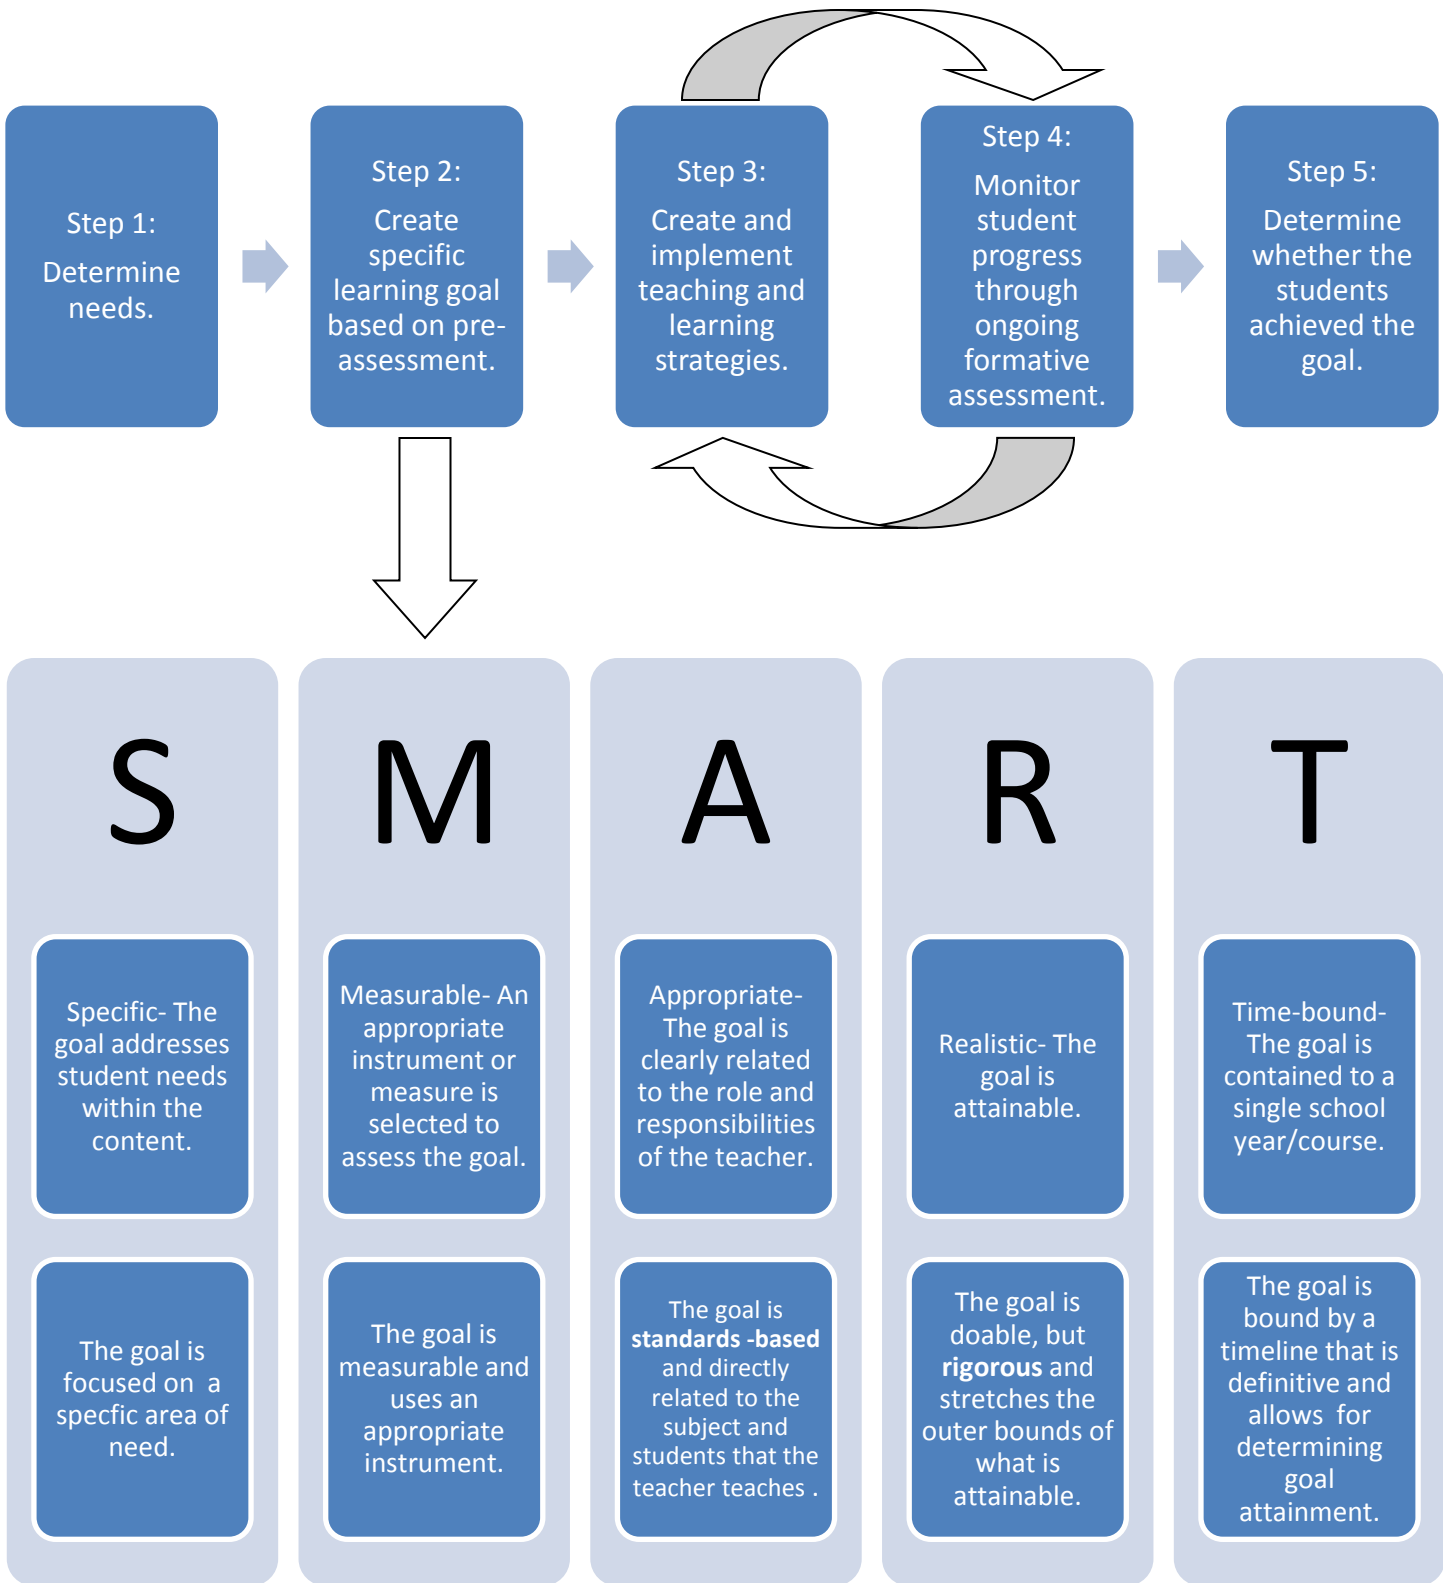 Step 1:
Determine
needs.
Step 2:
Create
specific
learning goal
based on pre-
assessment.
Step 3:
Create and
implement
teaching and
learning
strategies.
Step 4:
Monitor
student
progress
through
ongoing
formative
assessment.
Step 5:
Determine
whether the
students
achieved the
goal.
S
Specific- The
goal addresses
student needs
within the
content.
The goal is
focused on  a
specfic area of
need.
M
Measurable- An
appropriate
instrument or
measure is
selected to
assess the goal.
The goal is
measurable and
uses an
appropriate
instrument.
A
Appropriate-
The goal is
clearly related
to the role and
responsibilities
of the teacher.
The goal is
standards -based
and directly
related to the
subject and
students that the
teacher teaches .
R
Realistic- The
goal is
attainable.
The goal is
doable, but
rigorous and
stretches the
outer bounds of
what is
attainable.
T
Time-bound-
The goal is
contained to a
single school
year/course.
The goal is
bound by a
timeline that is
definitive and
allows  for
determining
goal
attainment.